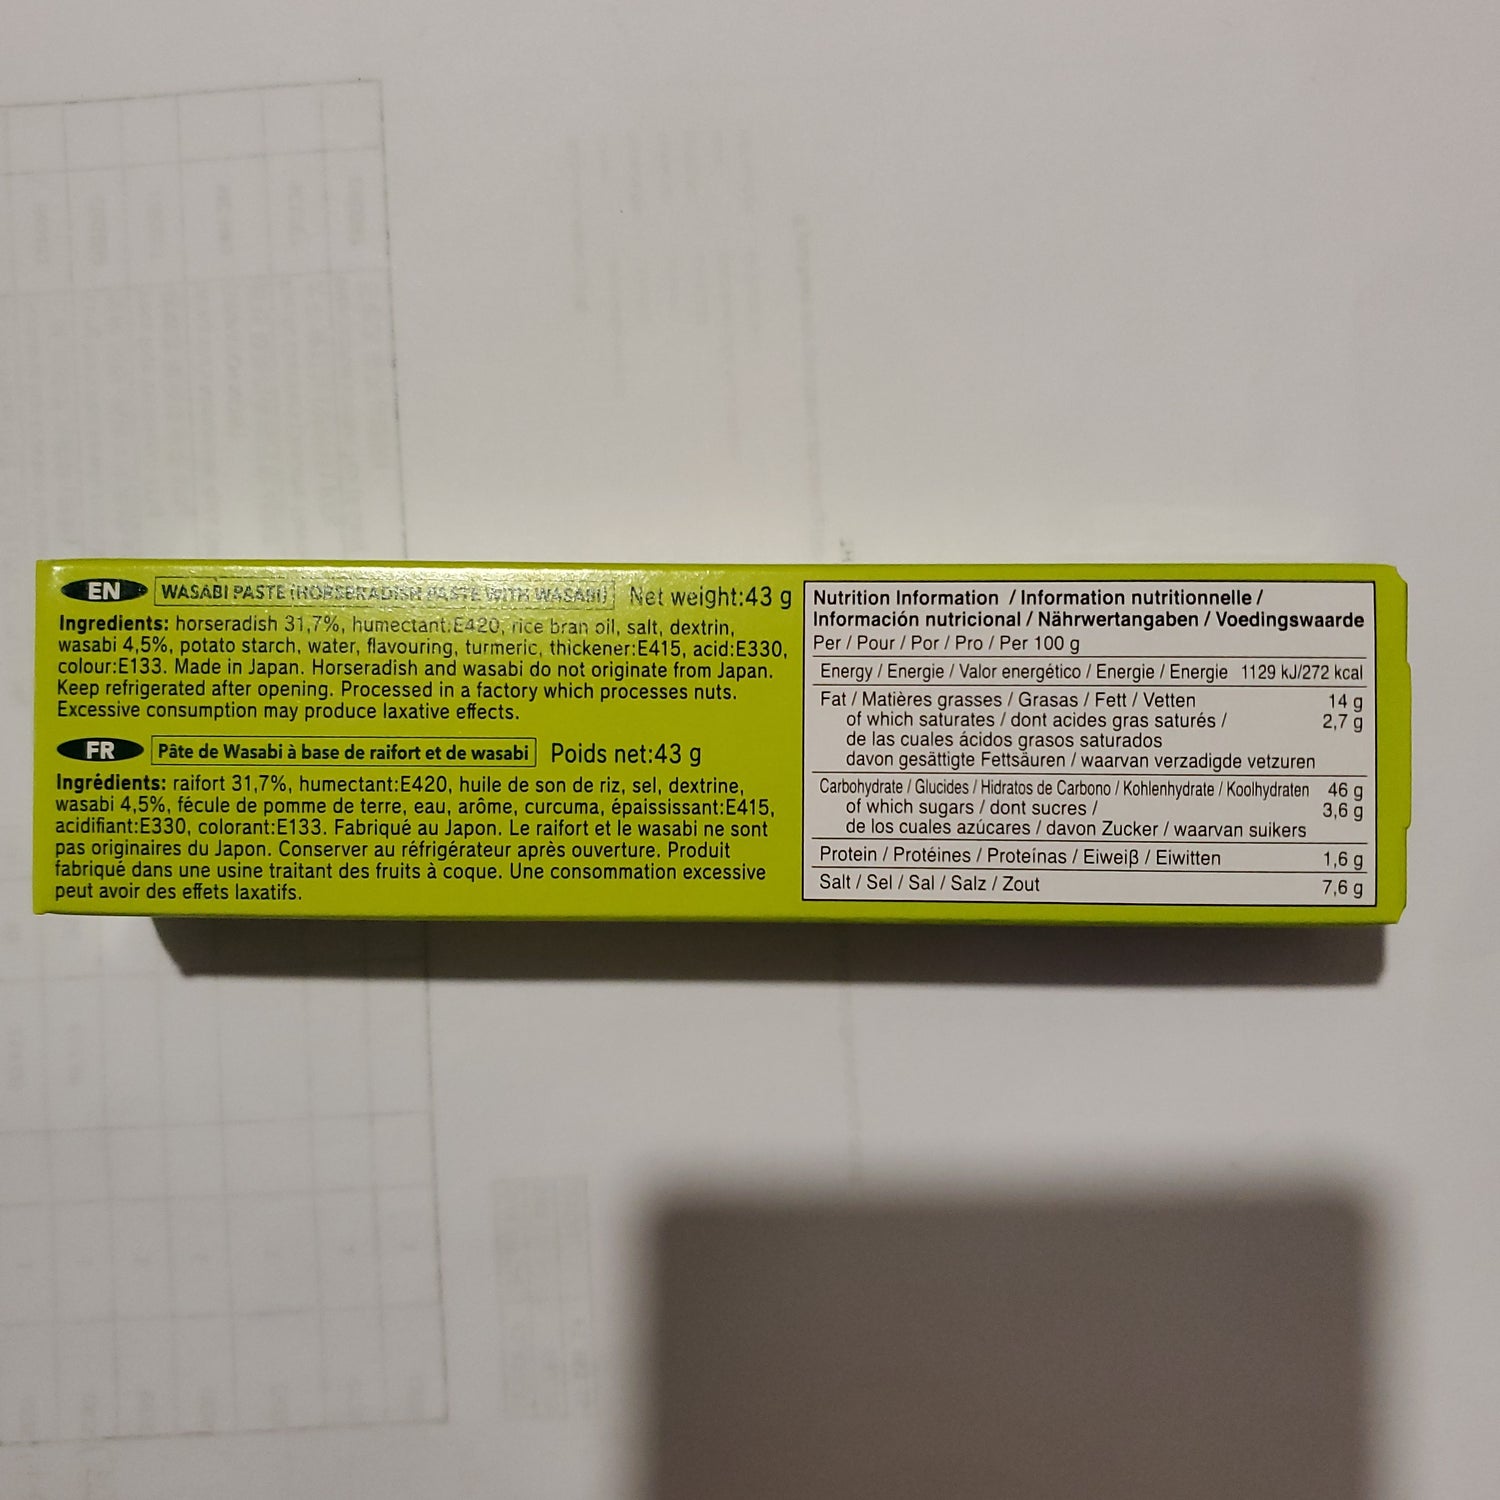 EN WASABI PASTE (HORSERADISH PASTE WITH WASABI) Net weight:43 g
Ingredients: horseradish 31,7%, humectant:E420, rice bran oil, salt, dextrin,
wasabi 4,5%, potato starch, water, flavouring, turmeric, thickener:E415, acid:E330,
colour:E133. Made in Japan. Horseradish and wasabi do not originate from Japan.
Keep refrigerated after opening. Processed in a factory which processes nuts.
Excessive consumption may produce laxative effects.
FR Pâte de Wasabi à base de raifort et de wasabi Poids net:43 g
Ingrédients: raifort 31,7%, humectant:E420, huile de son de riz, sel, dextrine,
wasabi 4,5%, fécule de pomme de terre, eau, arôme, curcuma, épaississant:E415,
acidifiant:E330, colorant:E133. Fabriqué au Japon. Le raifort et le wasabi ne sont
pas originaires du Japon. Conserver au réfrigérateur après ouverture. Produit
fabriqué dans une usine traitant des fruits à coque. Une consommation excessive
peut avoir des effets laxatifs.
Nutrition Information / Information nutritionnelle /
Información nutricional / Nährwertangaben / Voedingswaarde
Per / Pour / Por / Pro / Per 100 g
Energy / Energie / Valor energético / Energie / Energie 1129 kJ/272 kcal
Fat / Matières grasses / Grasas / Fett / Vetten 14 g
of which saturates / dont acides gras saturés / 2,7 g
de las cuales ácidos grasos saturados
davon gesättigte Fettsäuren / waarvan verzadigde vetzuren
Carbohydrate / Glucides / Hidratos de Carbono / Kohlenhydrate / Koolhydraten 46 g
of which sugars / dont sucres / 3,6 g
de los cuales azúcares / davon Zucker / waarvan suikers
Protein / Protéines / Proteínas / Eiweiβ / Eiwitten 1,6 g
Salt / Sel / Sal / Salz / Zout 7,6 g